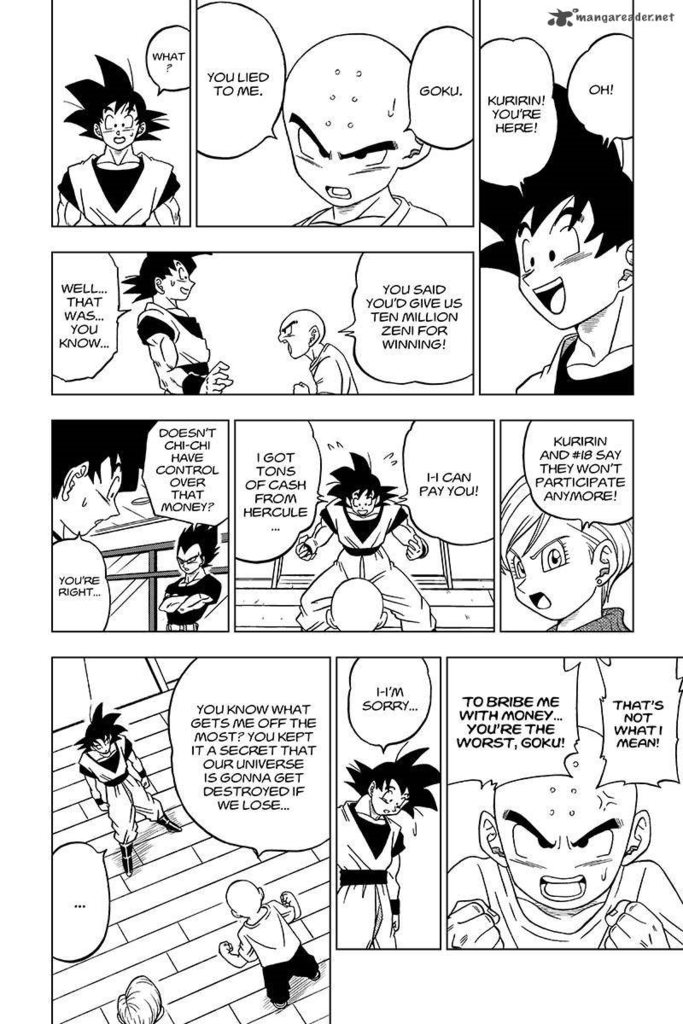 mangareader.net
OH!
KURIRIN!
YOU'RE
HERE!
GOKU.
YOU LIED
TO ME.
WHAT
?
YOU SAID
YOU'D GIVE US
TEN MILLION
ZENI FOR
WINNING!
WELL...
THAT
WAS...
YOU
KNOW...
KURIRIN
AND #18 SAY
THEY WON'T
PARTICIPATE
ANYMORE!
I-I CAN
PAY YOU!
I GOT
TONS
OF CASH
FROM
HERCULE
...
DOESN'T
CHI-CHI
HAVE
CONTROL
OVER
THAT
MONEY?
YOU'RE
RIGHT...
THAT'S
NOT
WHAT I
MEAN!
TO BRIBE ME
WITH MONEY...
YOU'RE THE
WORST, GOKU!
I-I'M
SORRY...
YOU KNOW WHAT
GETS ME OFF THE
MOST? YOU KEPT
IT A SECRET THAT
OUR UNIVERSE
IS GONNA GET
DESTROYED IF
WE LOSE...
...